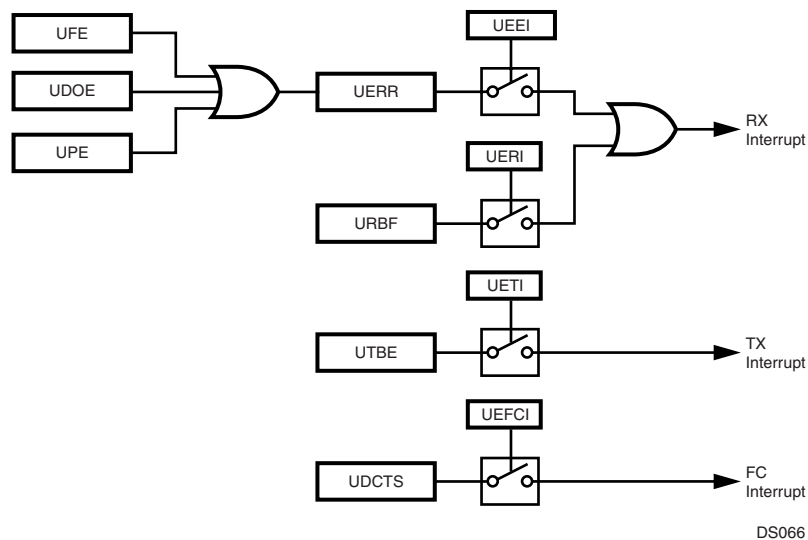 UFE
UDOE
UPE
UERR
UEEI
UERI
URBF
RX
Interrupt
UETI
UTBE
TX
Interrupt
UEFCI
UDCTS
FC
Interrupt
DS066